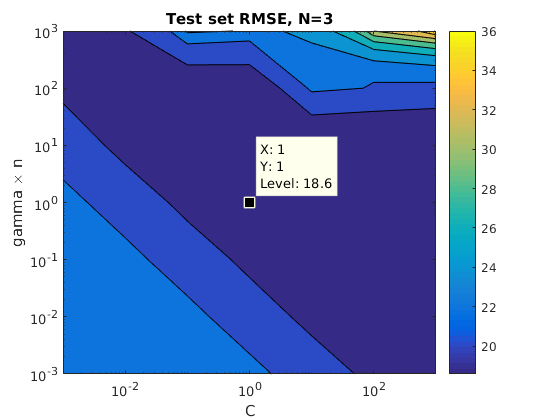 Test set RMSE, N=3
10³
10²
10¹
10⁰
10⁻¹
10⁻²
10⁻³
gamma × n
X: 1
Y: 1
Level: 18.6
10⁻² 10⁰ 10²
C
36
34
32
30
28
26
24
22
20